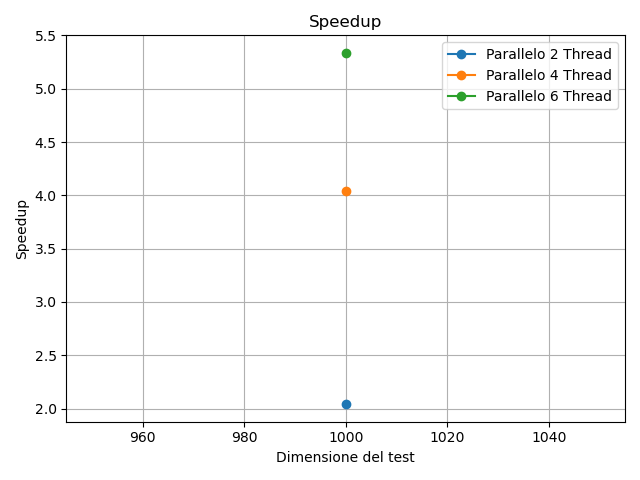 Speedup
5.5
5.0
4.5
4.0
3.5
3.0
2.5
2.0
Speedup
Parallelo 2 Thread
Parallelo 4 Thread
Parallelo 6 Thread
960 980 1000 1020 1040
Dimensione del test